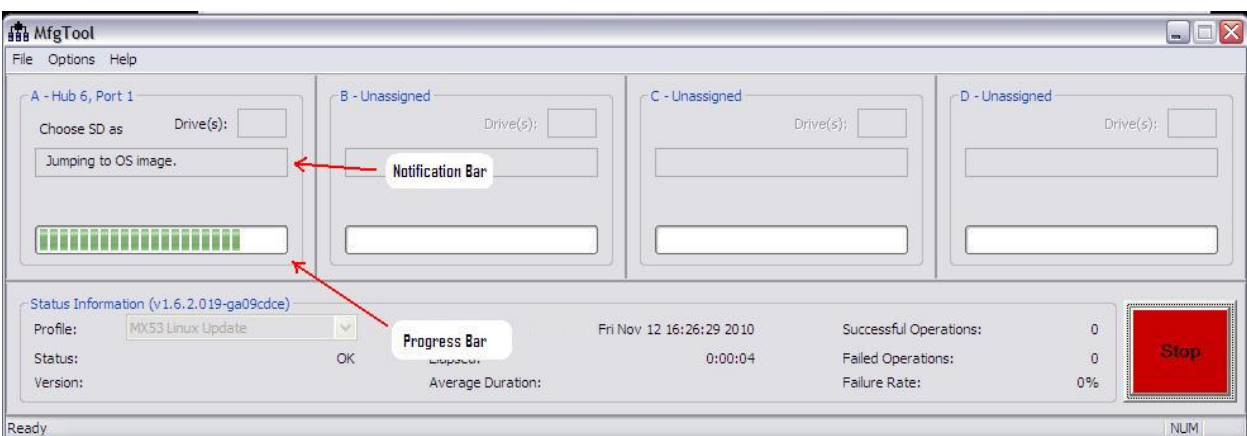 MfgTool
File Options Help
A - Hub 6, Port 1
B - Unassigned
C - Unassigned
D - Unassigned
Choose SD as Drive(s):
Drive(s):
Drive(s):
Drive(s):
Jumping to OS image.
Notification Bar
Status Information (v1.6.2.019-ga09cdce)
Profile: MX53 Linux Update Fri Nov 12 16:26:29 2010 Successful Operations: 0
Progress Bar
Status: OK Elapsed: 0:00:04 Failed Operations: 0
Version: Average Duration: Failure Rate: 0%
Stop
Ready NUM